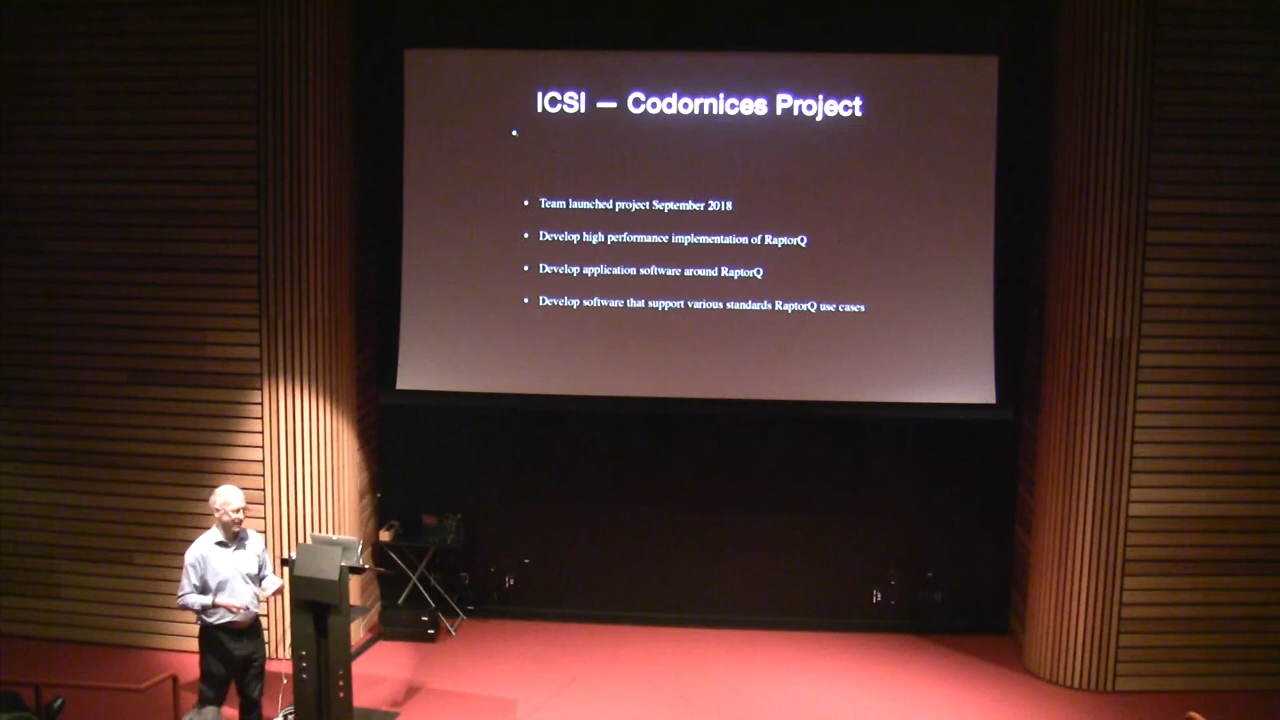 ICSI — Codornices Project
•
• Team launched project September 2018
• Develop high performance implementation of RaptorQ
• Develop application software around RaptorQ
• Develop software that support various standards RaptorQ use cases